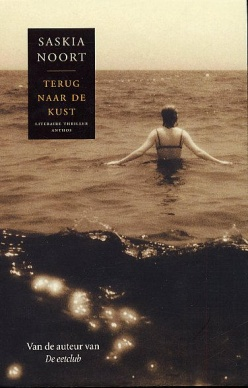 SASKIA
NOORT
TERUG
NAAR DE
KUST
LITERAIRE THRILLER
ANTHOS
Van de auteur van
De eetclub